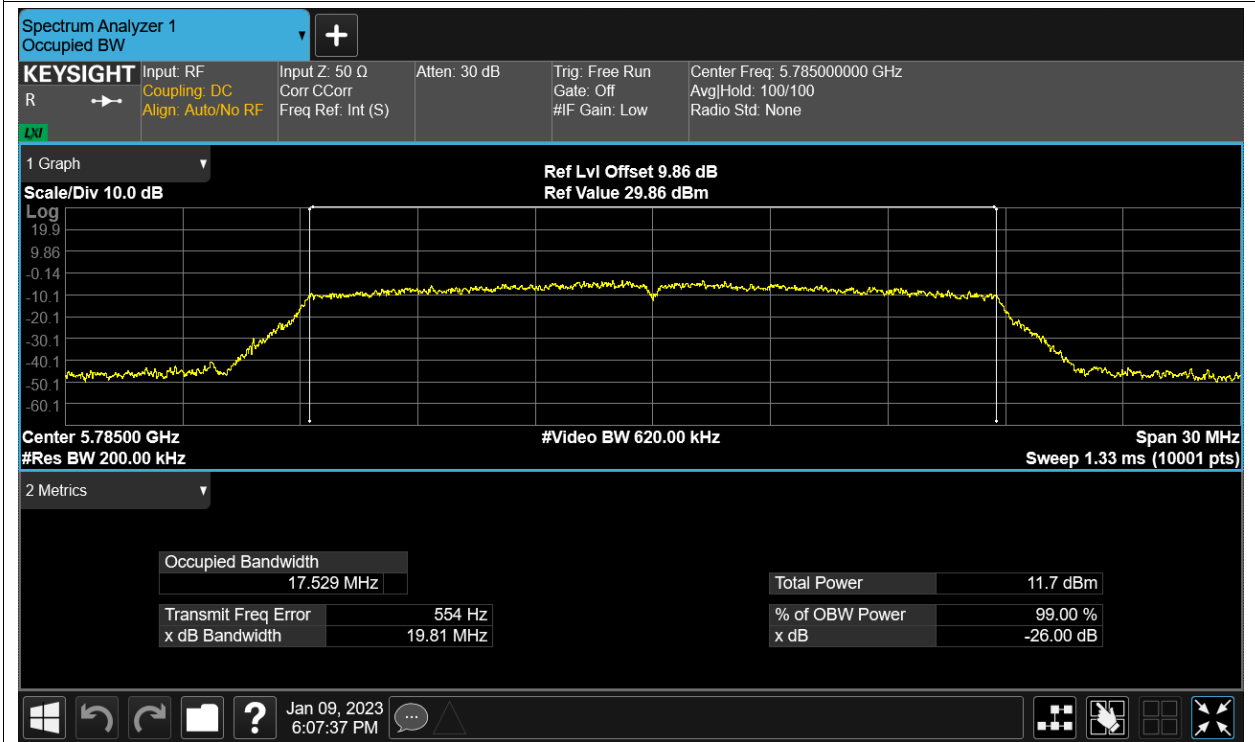 Spectrum Analyzer 1
Occupied BW
KEYSIGHT
R
LXI
Input: RF
Coupling: DC
Align: Auto/No RF
Input Z: 50 Ω
Corr CCorr
Freq Ref: Int (S)
Atten: 30 dB
Trig: Free Run
Gate: Off
#IF Gain: Low
Center Freq: 5.785000000 GHz
Avg|Hold: 100/100
Radio Std: None
1 Graph
Scale/Div 10.0 dB
Ref Lvl Offset 9.86 dB
Ref Value 29.86 dBm
Log
19.9
9.86
-0.14
-10.1
-20.1
-30.1
-40.1
-50.1
-60.1
Center 5.78500 GHz
#Res BW 200.00 kHz
#Video BW 620.00 kHz
Span 30 MHz
Sweep 1.33 ms (10001 pts)
2 Metrics
Occupied Bandwidth
17.529 MHz
Transmit Freq Error 554 Hz
x dB Bandwidth 19.81 MHz
Total Power 11.7 dBm
% of OBW Power 99.00 %
x dB -26.00 dB
?
Jan 09, 2023
6:07:37 PM